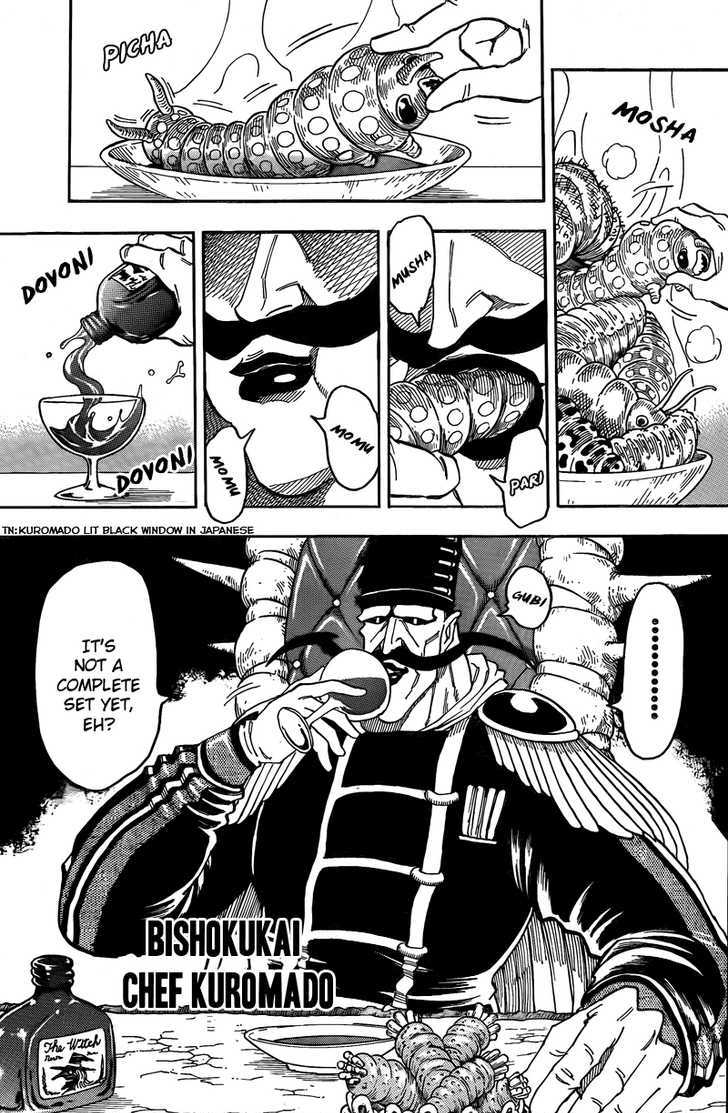 MOSHA
PICHA
MUSHA
PARI
MOMU
MOMU
DOVONI
DOVONI
TN:KUROMADO LIT BLACK WINDOW IN JAPANESE
GUBI
IT'S
NOT A
COMPLETE
SET YET,
EH?
BISHOKUKAI
CHEF KUROMADO
The Witch